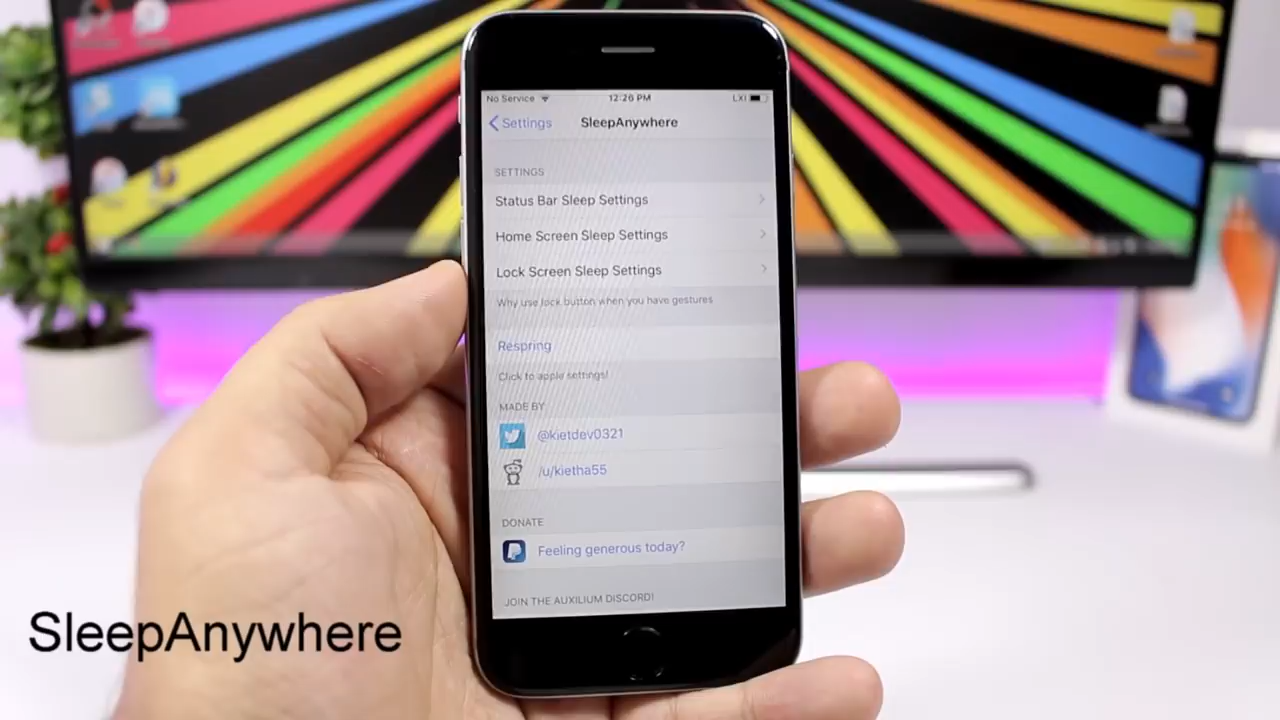 No Service 12:26 PM LXI
Settings SleepAnywhere
SETTINGS
Status Bar Sleep Settings
Home Screen Sleep Settings
Lock Screen Sleep Settings
Why use lock button when you have gestures
Respring
Click to apple settings!
MADE BY
@kietdev0321
/u/kietha55
DONATE
Feeling generous today?
JOIN THE AUXILIUM DISCORD!
SleepAnywhere